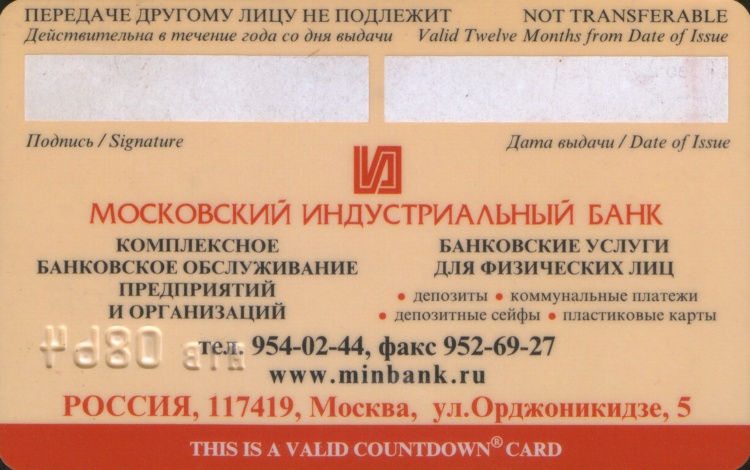 ПЕРЕДАЧЕ ДРУГОМУ ЛИЦУ НЕ ПОДЛЕЖИТ NOT TRANSFERABLE
Действительна в течение года со дня выдачи Valid Twelve Months from Date of Issue
Подпись / Signature Дата выдачи / Date of Issue
МОСКОВСКИЙ ИНДУСТРИАЛЬНЫЙ БАНК
КОМПЛЕКСНОЕ
БАНКОВСКОЕ ОБСЛУЖИВАНИЕ
ПРЕДПРИЯТИЙ
И ОРГАНИЗАЦИЙ
БАНКОВСКИЕ УСЛУГИ
ДЛЯ ФИЗИЧЕСКИХ ЛИЦ
• депозиты • коммунальные платежи
• депозитные сейфы • пластиковые карты
тел. 954-02-44, факс 952-69-27
www.minbank.ru
РОССИЯ, 117419, Москва, ул.Орджоникидзе, 5
THIS IS A VALID COUNTDOWN® CARD